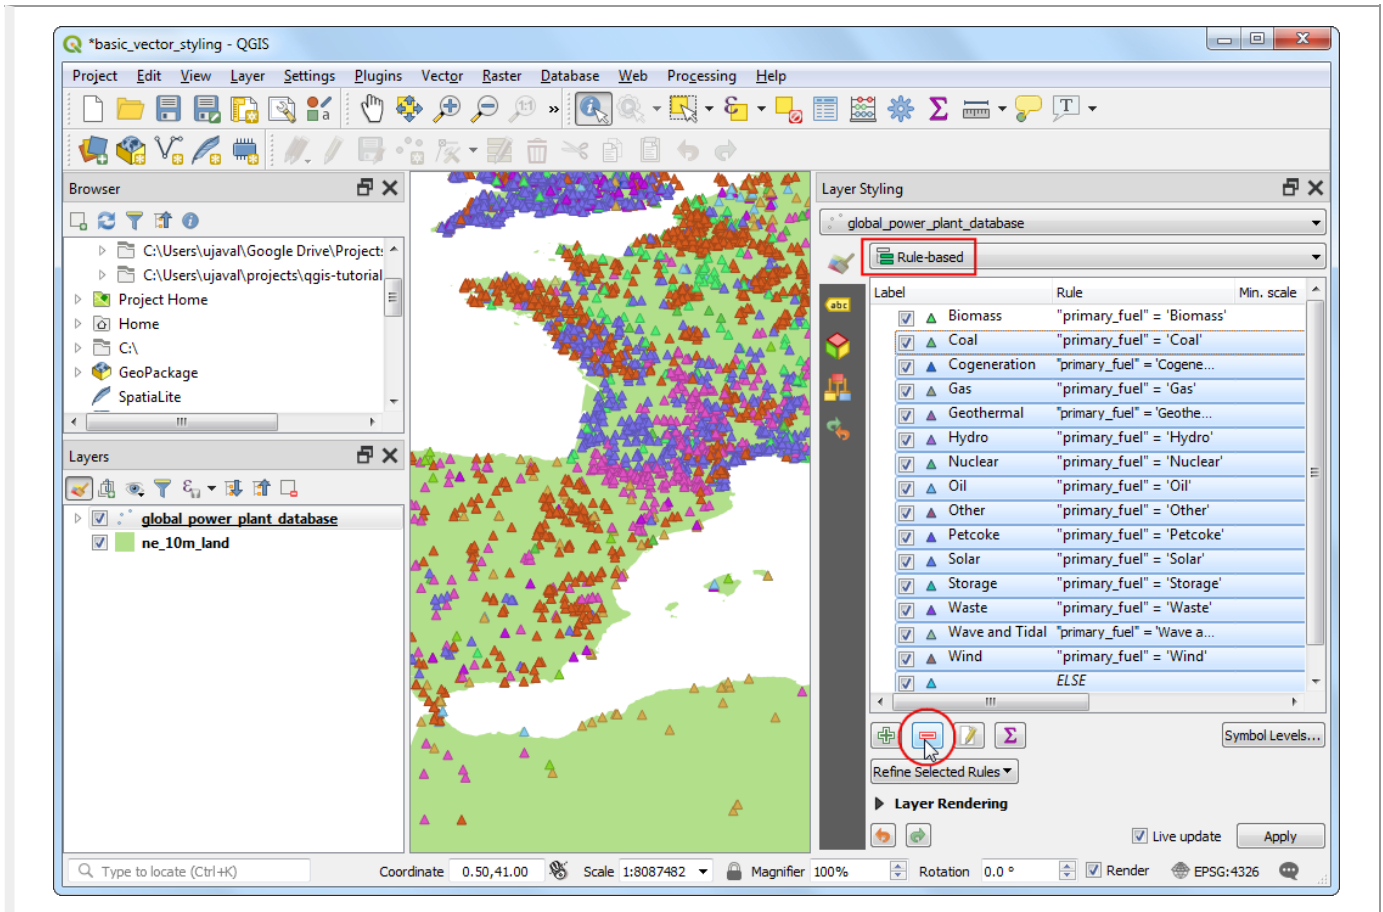 *basic_vector_styling - QGIS
Project Edit View Layer Settings Plugins Vector Raster Database Web Processing Help
Browser
C:\Users\ujaval\Google Drive\Project:
C:\Users\ujaval\projects\qgis-tutorial
Project Home
Home
C:\
GeoPackage
SpatiaLite
Layers
global_power_plant_database
ne_10m_land
Layer Styling
global_power_plant_database
Rule-based
abc
Label Rule Min. scale
Biomass "primary_fuel" = 'Biomass'
Coal "primary_fuel" = 'Coal'
Cogeneration "primary_fuel" = 'Cogene...
Gas "primary_fuel" = 'Gas'
Geothermal "primary_fuel" = 'Geothe...
Hydro "primary_fuel" = 'Hydro'
Nuclear "primary_fuel" = 'Nuclear'
Oil "primary_fuel" = 'Oil'
Other "primary_fuel" = 'Other'
Petcoke "primary_fuel" = 'Petcoke'
Solar "primary_fuel" = 'Solar'
Storage "primary_fuel" = 'Storage'
Waste "primary_fuel" = 'Waste'
Wave and Tidal "primary_fuel" = 'Wave a...
Wind "primary_fuel" = 'Wind'
ELSE
Symbol Levels...
Refine Selected Rules
Layer Rendering
Live update Apply
Type to locate (Ctrl+K) Coordinate 0.50,41.00 Scale 1:8087482 Magnifier 100% Rotation 0.0 ° Render EPSG:4326